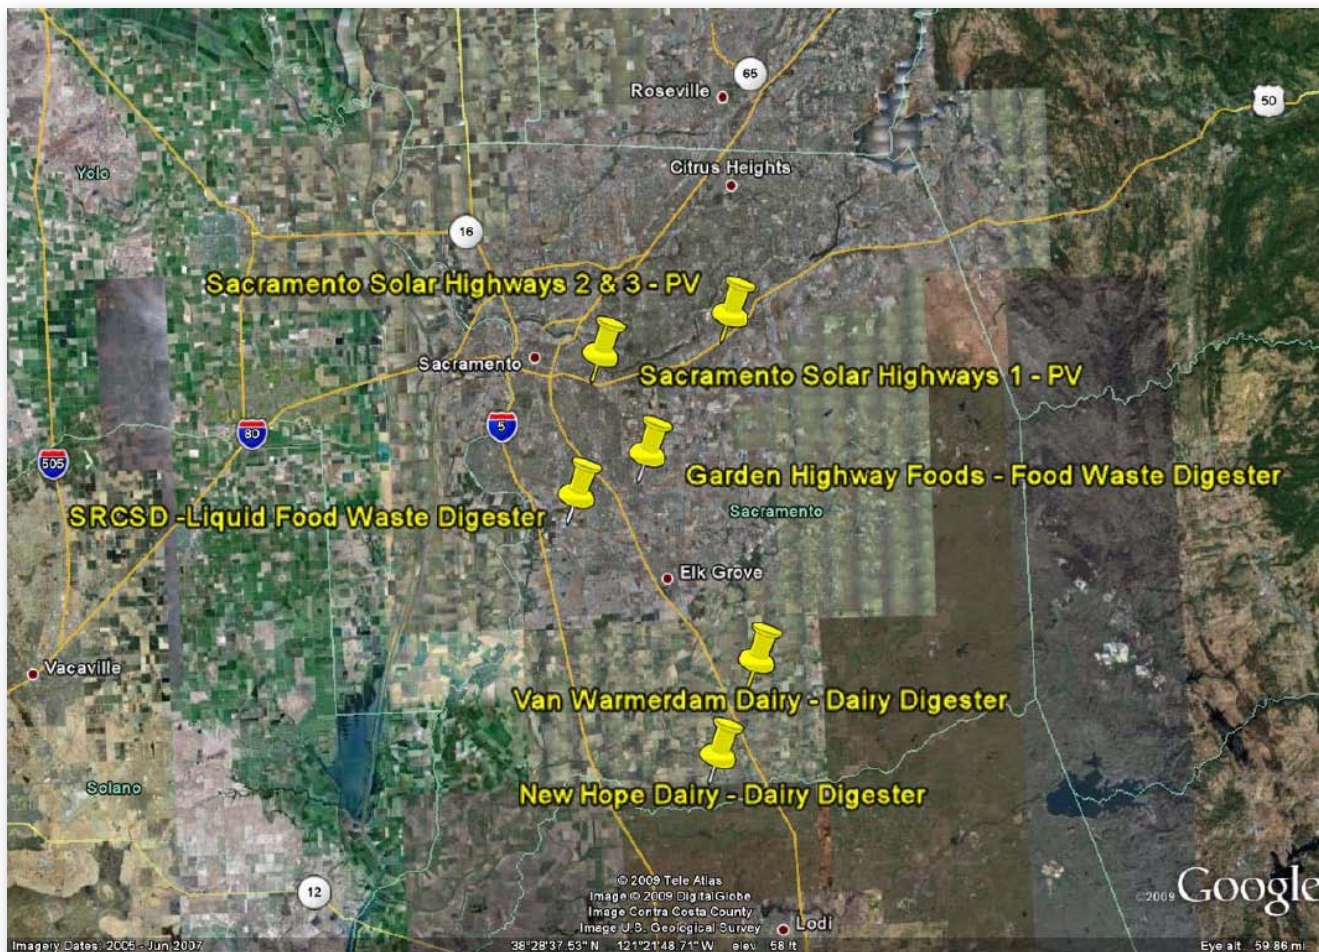 65
Roseville
50
Citrus Heights
Yolo
16
Sacramento Solar Highways 2 & 3 - PV
Sacramento
Sacramento Solar Highways 1 - PV
5
80
505
Garden Highway Foods - Food Waste Digester
SRCSD -Liquid Food Waste Digester
Sacramento
Elk Grove
Vacaville
Van Warmerdam Dairy - Dairy Digester
Solano
New Hope Dairy - Dairy Digester
12
© 2009 Tele Atlas
Image © 2009 DigitalGlobe
Image Contra Costa County
Image U.S. Geological Survey
©2009 Google
Lodi
Imagery Dates: 2005 - Jun 2007
38°28'37.53" N 121°21'48.71" W elev 58 ft
Eye alt 59.86 mi